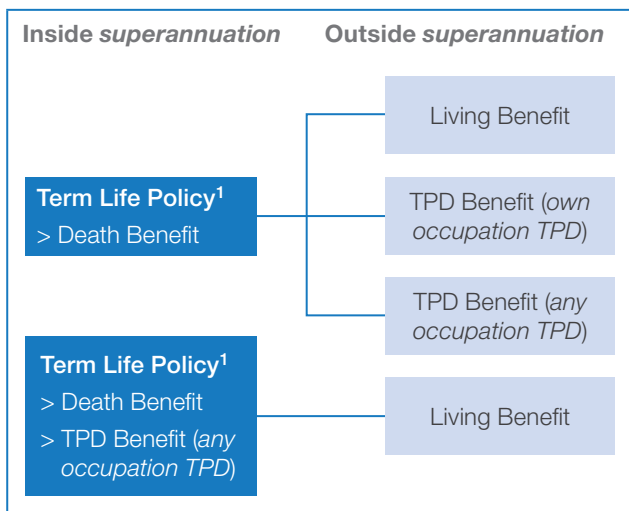 Inside superannuation
Outside superannuation
Living Benefit
Term Life Policy1
> Death Benefit
TPD Benefit (own
occupation TPD)
TPD Benefit (any
occupation TPD)
Term Life Policy1
> Death Benefit
> TPD Benefit (any
occupation TPD)
Living Benefit